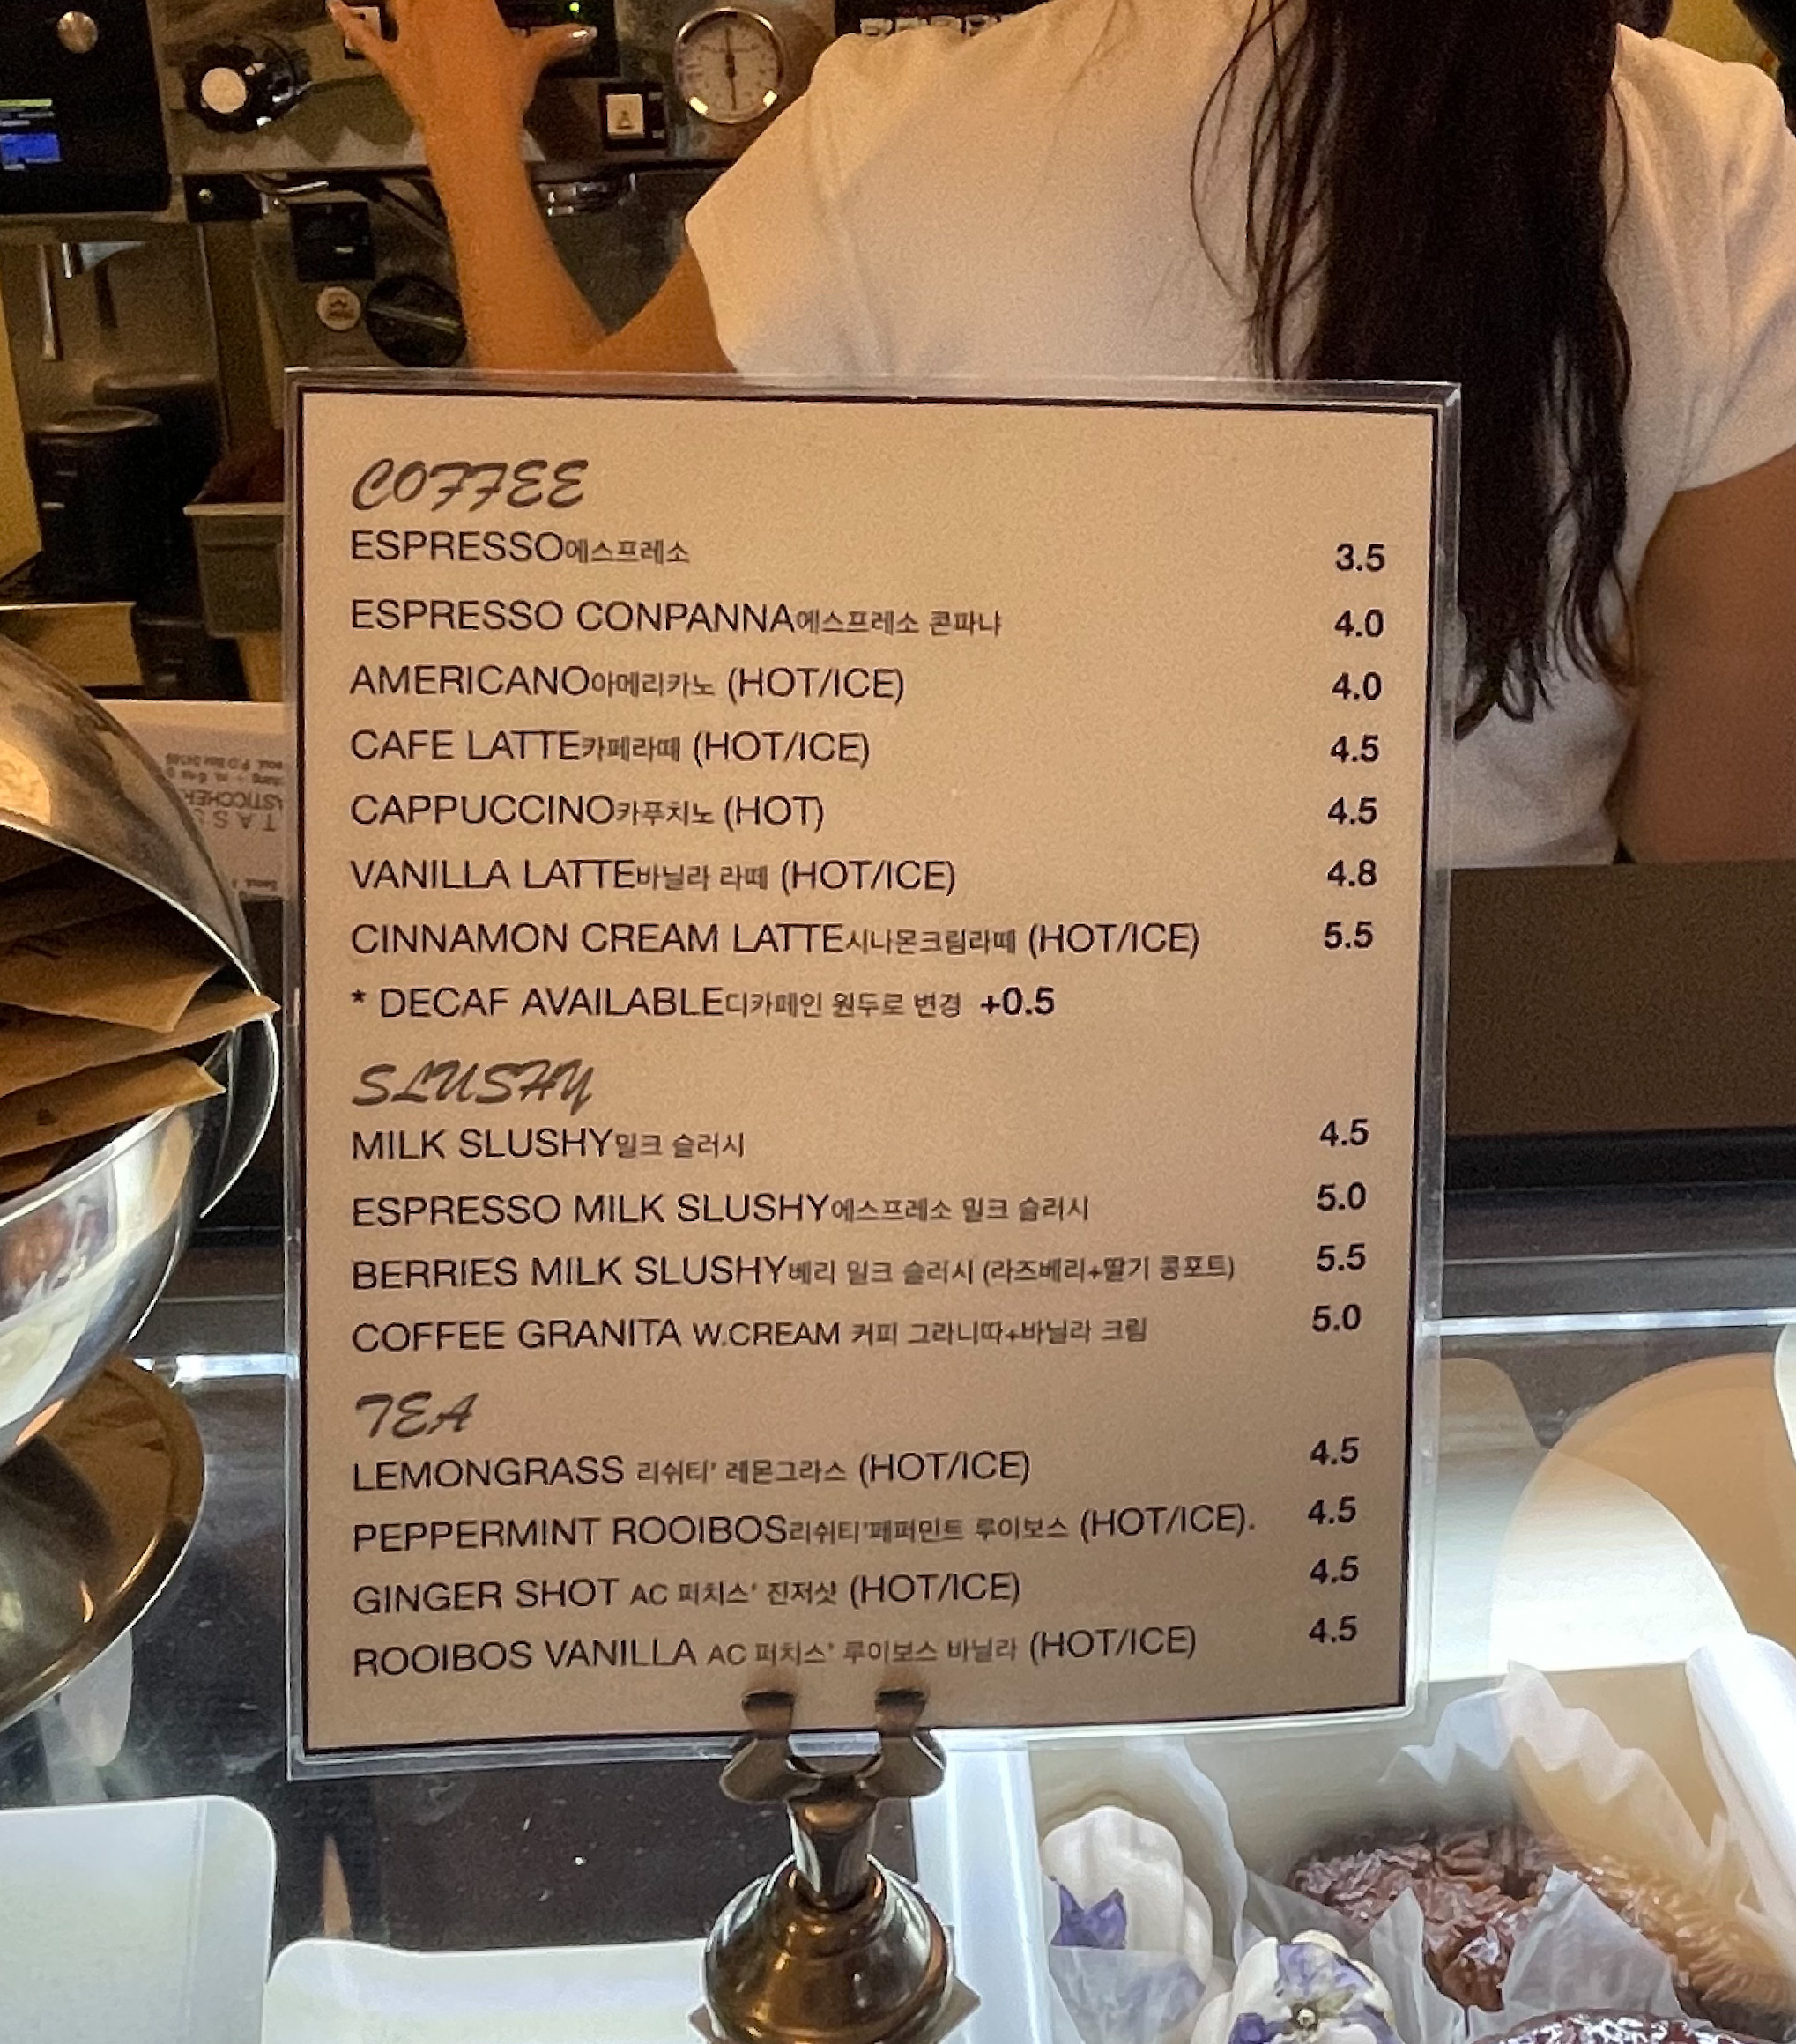 COFFEE
ESPRESSO에스프레소 3.5
ESPRESSO CONPANNA에스프레소 콘파냐 4.0
AMERICANO아메리카노 (HOT/ICE) 4.0
CAFE LATTE카페라떼 (HOT/ICE) 4.5
CAPPUCCINO카푸치노 (HOT) 4.5
VANILLA LATTE바닐라 라떼 (HOT/ICE) 4.8
CINNAMON CREAM LATTE시나몬크림라떼 (HOT/ICE) 5.5
* DECAF AVAILABLE디카페인 원두로 변경 +0.5
SLUSHY
MILK SLUSHY밀크 슬러시 4.5
ESPRESSO MILK SLUSHY에스프레소 밀크 슬러시 5.0
BERRIES MILK SLUSHY베리 밀크 슬러시 (라즈베리+딸기 콩포트) 5.5
COFFEE GRANITA W.CREAM 커피 그라니따+바닐라 크림 5.0
TEA
LEMONGRASS 리쉬티' 레몬그라스 (HOT/ICE) 4.5
PEPPERMINT ROOIBOS리쉬티'페퍼민트 루이보스 (HOT/ICE). 4.5
GINGER SHOT AC 퍼치스' 진저샷 (HOT/ICE) 4.5
ROOIBOS VANILLA AC 퍼치스' 루이보스 바닐라 (HOT/ICE) 4.5